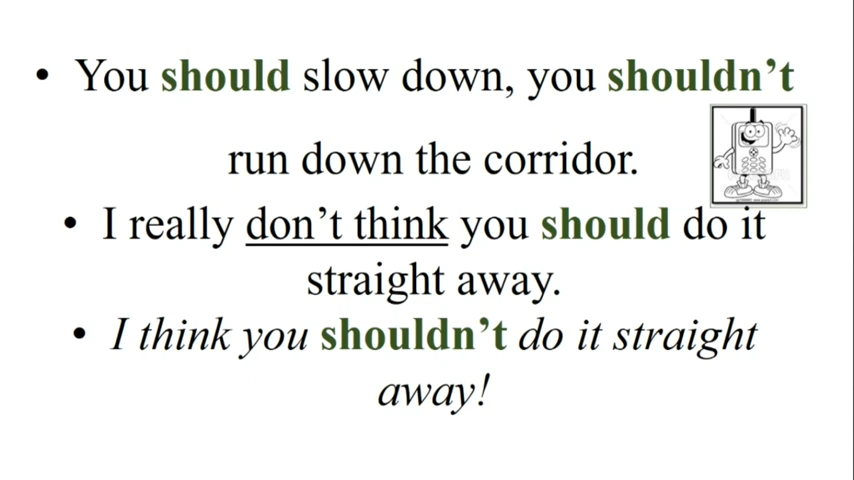 • You should slow down, you shouldn’t
run down the corridor.
• I really don’t think you should do it
straight away.
• I think you shouldn’t do it straight
away!